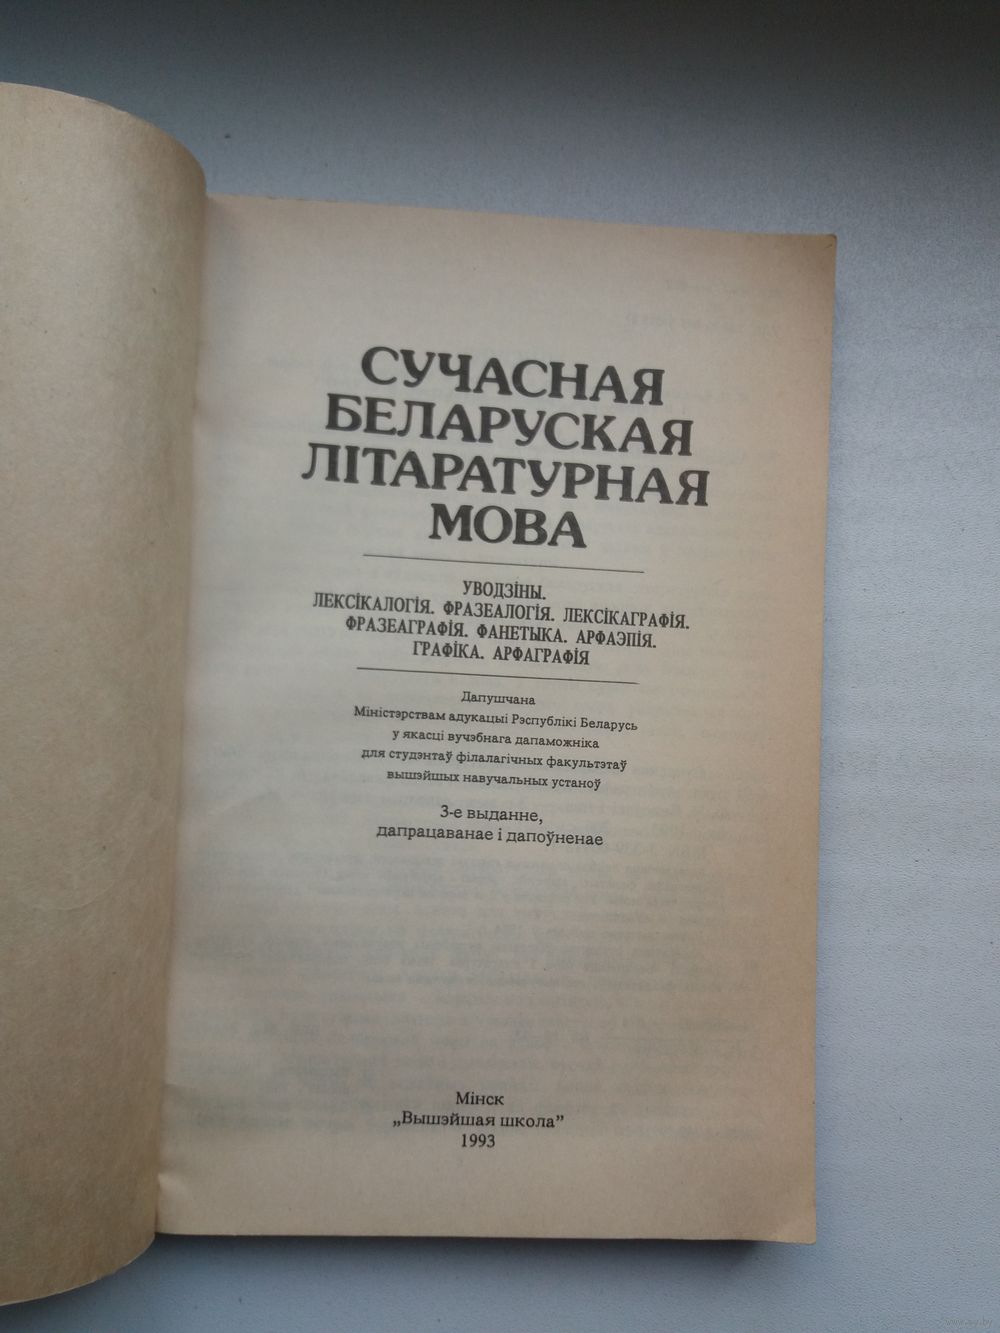 СУЧАСНАЯ
БЕЛАРУСКАЯ
ЛІТАРАТУРНАЯ
МОВА
УВОДЗІНЫ.
ЛЕКСІКАЛОГІЯ. ФРАЗЕАЛОГІЯ. ЛЕКСІКАГРАФІЯ.
ФРАЗЕАГРАФІЯ. ФАНЕТЫКА. АРФАЭПІЯ.
ГРАФІКА. АРФАГРАФІЯ
Дапушчана
Міністэрствам адукацыі Рэспублікі Беларусь
у якасці вучэбнага дапаможніка
для студэнтаў філалагічных факультэтаў
вышэйшых навучальных устаноў
3-е выданне,
дапрацаванае і дапоўненае
Мінск
„Вышэйшая школа”
1993